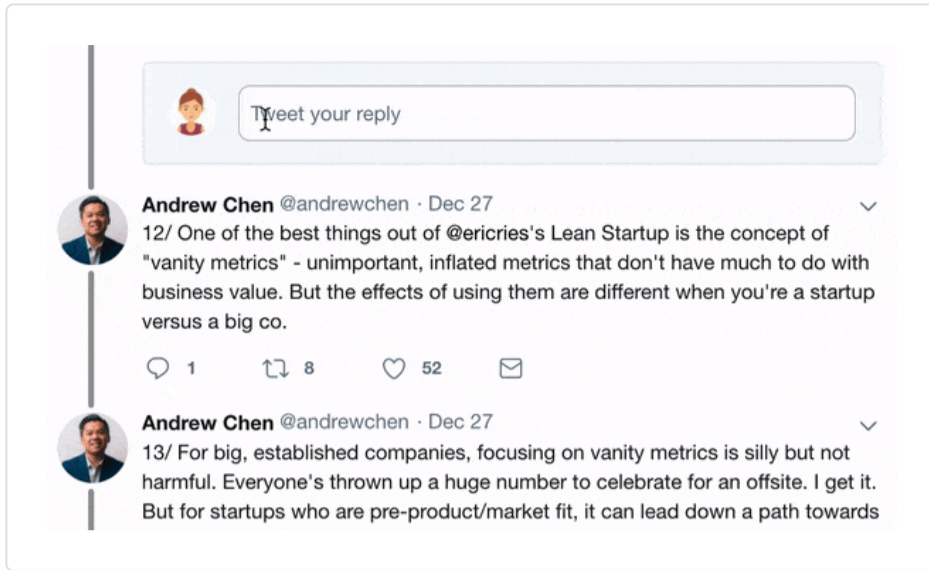 Tweet your reply
Andrew Chen @andrewchen · Dec 27
12/ One of the best things out of @ericries's Lean Startup is the concept of
"vanity metrics" - unimportant, inflated metrics that don't have much to do with
business value. But the effects of using them are different when you're a startup
versus a big co.
1 8 52
Andrew Chen @andrewchen · Dec 27
13/ For big, established companies, focusing on vanity metrics is silly but not
harmful. Everyone's thrown up a huge number to celebrate for an offsite. I get it.
But for startups who are pre-product/market fit, it can lead down a path towards